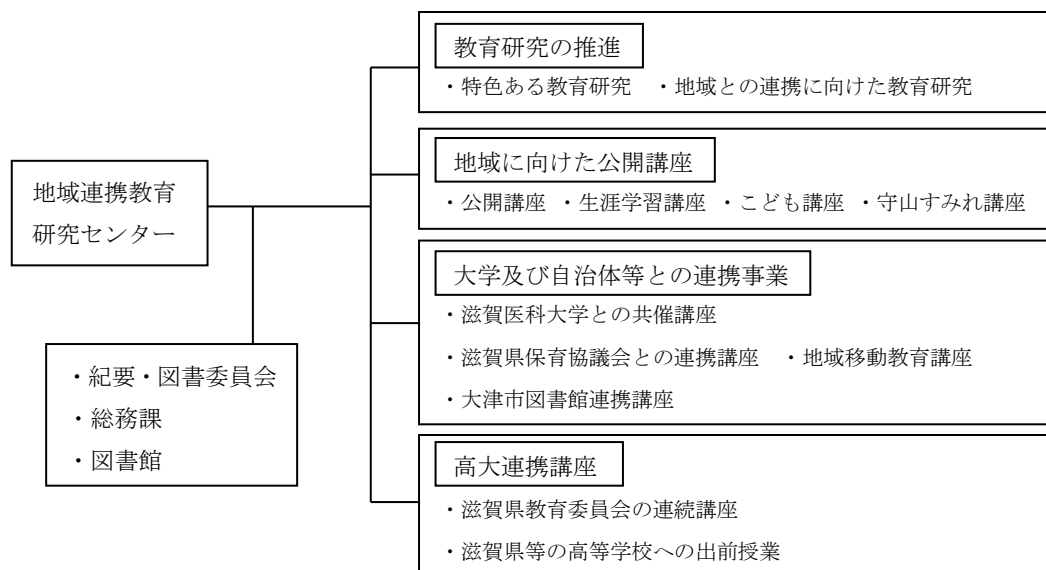 地域連携教育
研究センター
・紀要・図書委員会
・総務課
・図書館
教育研究の推進
・特色ある教育研究　・地域との連携に向けた教育研究
地域に向けた公開講座
・公開講座 ・生涯学習講座 ・こども講座 ・守山すみれ講座
大学及び自治体等との連携事業
・滋賀医科大学との共催講座
・滋賀県保育協議会との連携講座　・地域移動教育講座
・大津市図書館連携講座
高大連携講座
・滋賀県教育委員会の連続講座
・滋賀県等の高等学校への出前授業